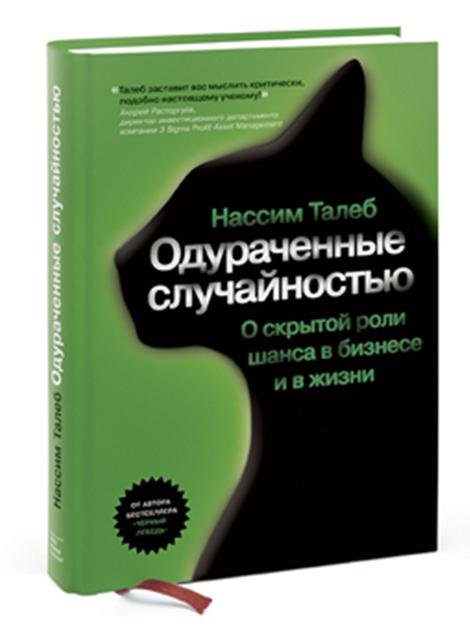 «Талеб заставит вас мыслить критически,
подобно настоящему ученому!»
Андрей Расторгуев,
директор инвестиционного департамента
компании 3 Sigma Profit Asset Management
Нассим Талеб
Одураченные
случайностью
О скрытой роли
шанса в бизнесе
и в жизни
ОТ АВТОРА
БЕСТСЕЛЛЕРА
«ЧЕРНЫЙ
ЛЕБЕДЬ»
Нассим Талеб Одураченные случайностью